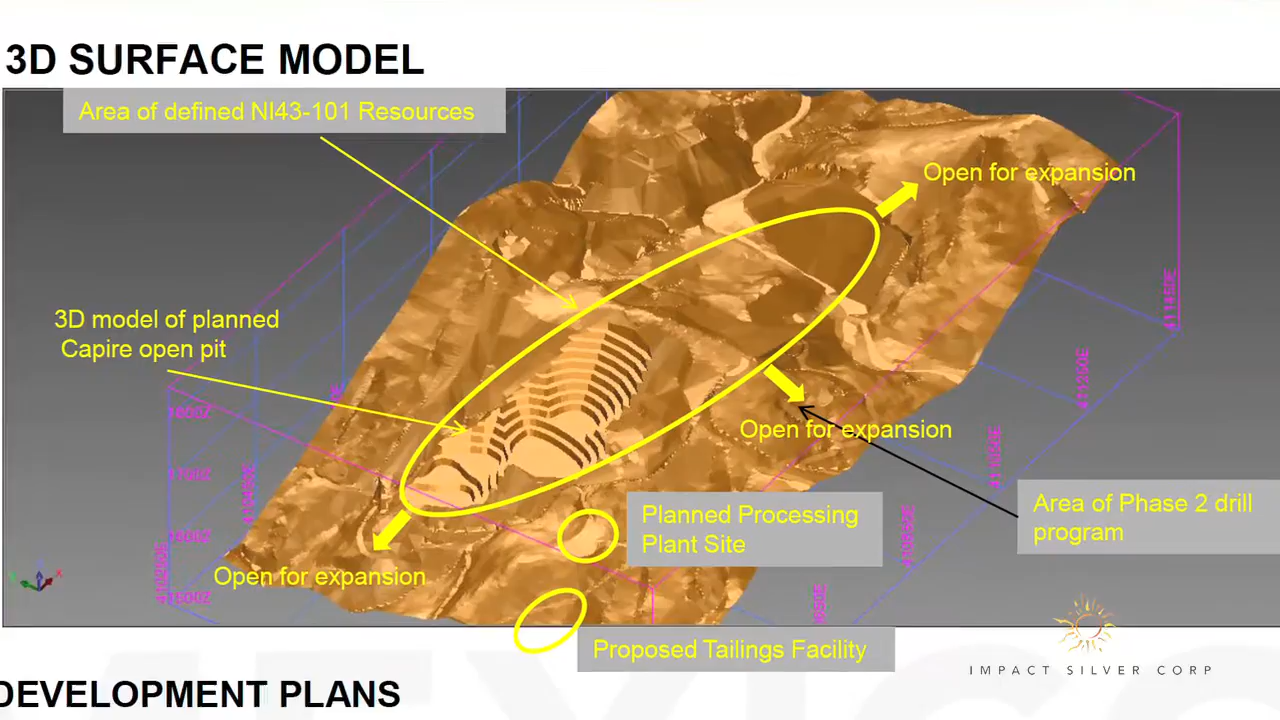 3D SURFACE MODEL
Area of defined NI43-101 Resources
Open for expansion
3D model of planned
Capire open pit
Open for expansion
Area of Phase 2 drill
program
Planned Processing
Plant Site
Open for expansion
Proposed Tailings Facility
IMPACT SILVER CORP
DEVELOPMENT PLANS
411450E
411250E